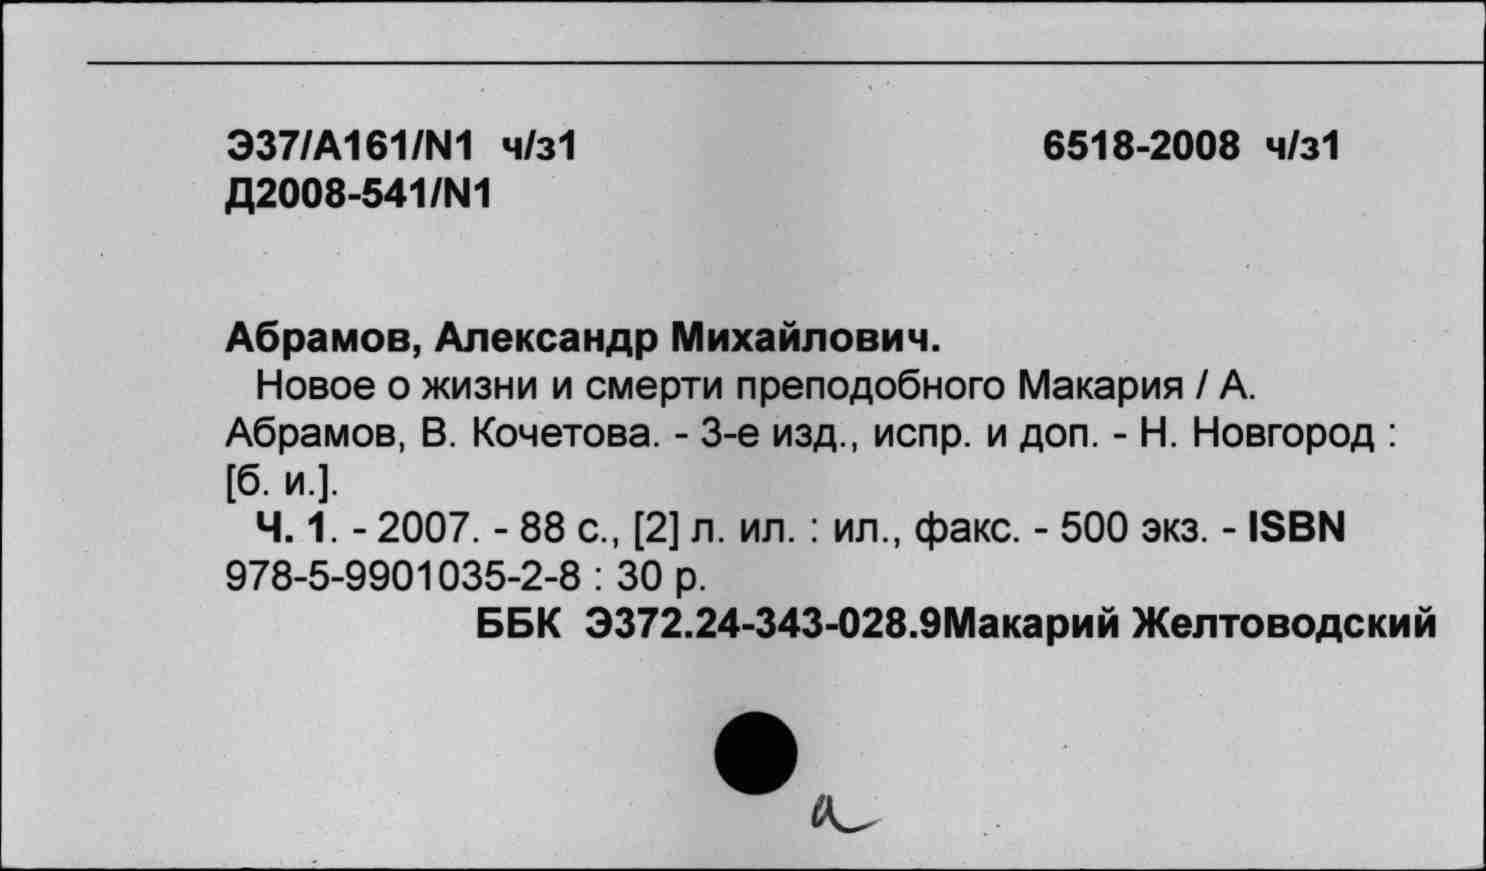 Э37/А161/N1 ч/з1 6518-2008 ч/з1
Д2008-541/N1
Абрамов, Александр Михайлович.
Новое о жизни и смерти преподобного Макария / А.
Абрамов, В. Кочетова. - 3-е изд., испр. и доп. - Н. Новгород :
[б. и.].
Ч. 1. - 2007. - 88 с., [2] л. ил. : ил., факс. - 500 экз. - ISBN
978-5-9901035-2-8 : 30 р.
ББК Э372.24-343-028.9Макарий Желтоводский
а